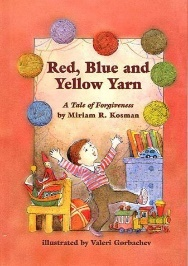 Red, Blue and
Yellow Yarn
A Tale of Forgiveness
by Miriam R. Kosman
illustrated by Valeri Gorbachev